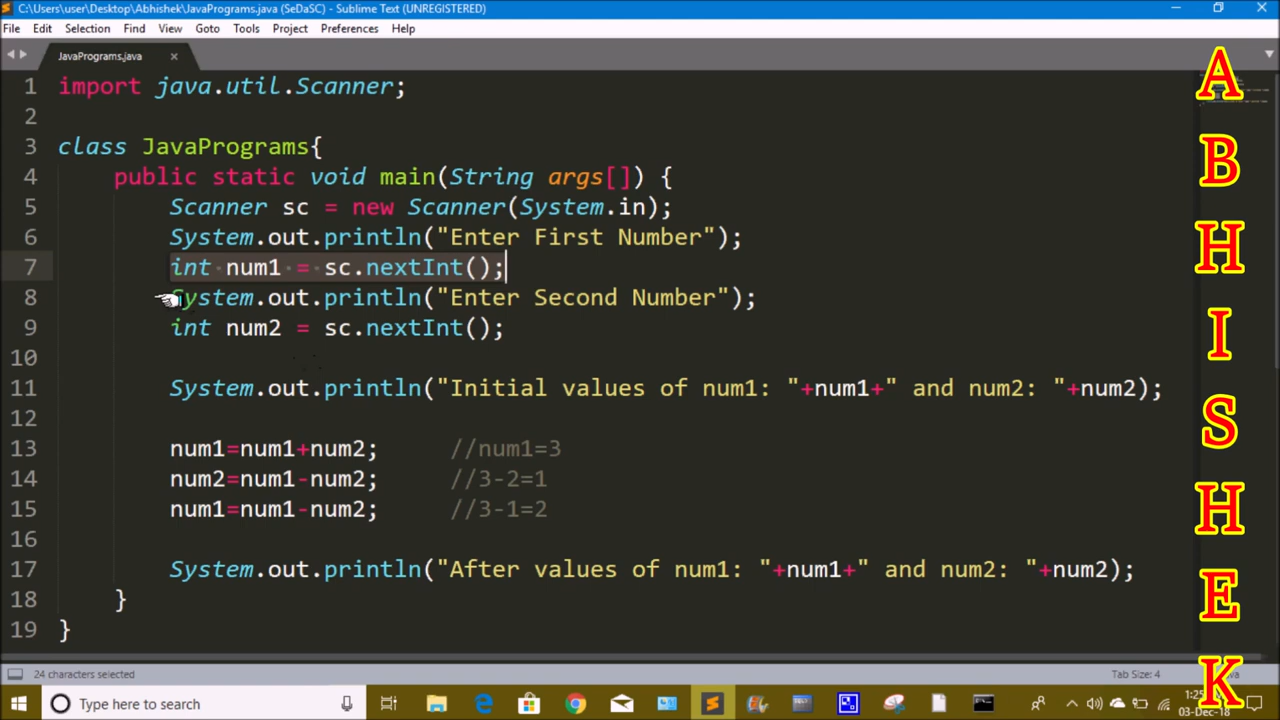 C:\Users\user\Desktop\Abhishek\JavaPrograms.java (SeDaSC) - Sublime Text (UNREGISTERED)
File Edit Selection Find View Goto Tools Project Preferences Help
JavaPrograms.java
1 import java.util.Scanner;
2
3 class JavaPrograms{
4 public static void main(String args[]) {
5 Scanner sc = new Scanner(System.in);
6 System.out.println("Enter First Number");
7 int num1 = sc.nextInt();
8 System.out.println("Enter Second Number");
9 int num2 = sc.nextInt();
10
11 System.out.println("Initial values of num1: "+num1+" and num2: "+num2);
12
13 num1=num1+num2; //num1=3
14 num2=num1-num2; //3-2=1
15 num1=num1-num2; //3-1=2
16
17 System.out.println("After values of num1: "+num1+" and num2: "+num2);
18 }
19 }
A
B
H
I
S
H
E
K
24 characters selected Tab Size: 4
Type here to search
03-Dec-18